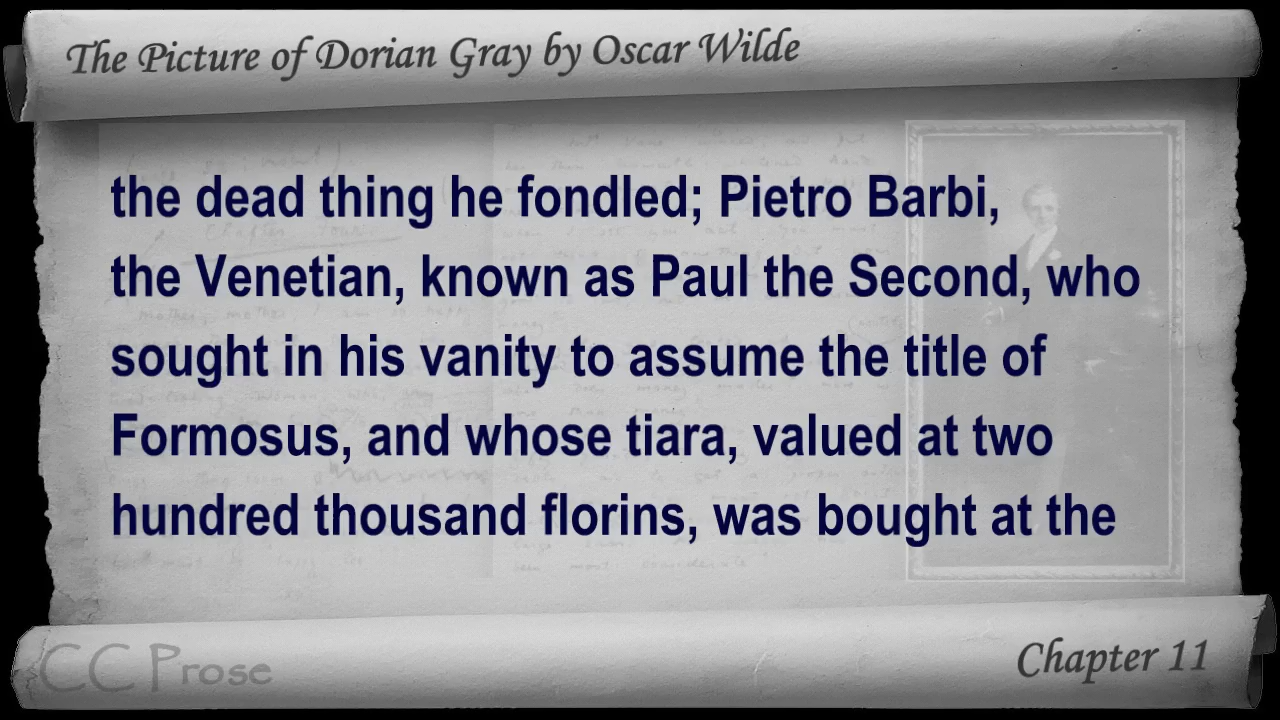 The Picture of Dorian Gray by Oscar Wilde
the dead thing he fondled; Pietro Barbi,
the Venetian, known as Paul the Second, who
sought in his vanity to assume the title of
Formosus, and whose tiara, valued at two
hundred thousand florins, was bought at the
CC Prose
Chapter 11